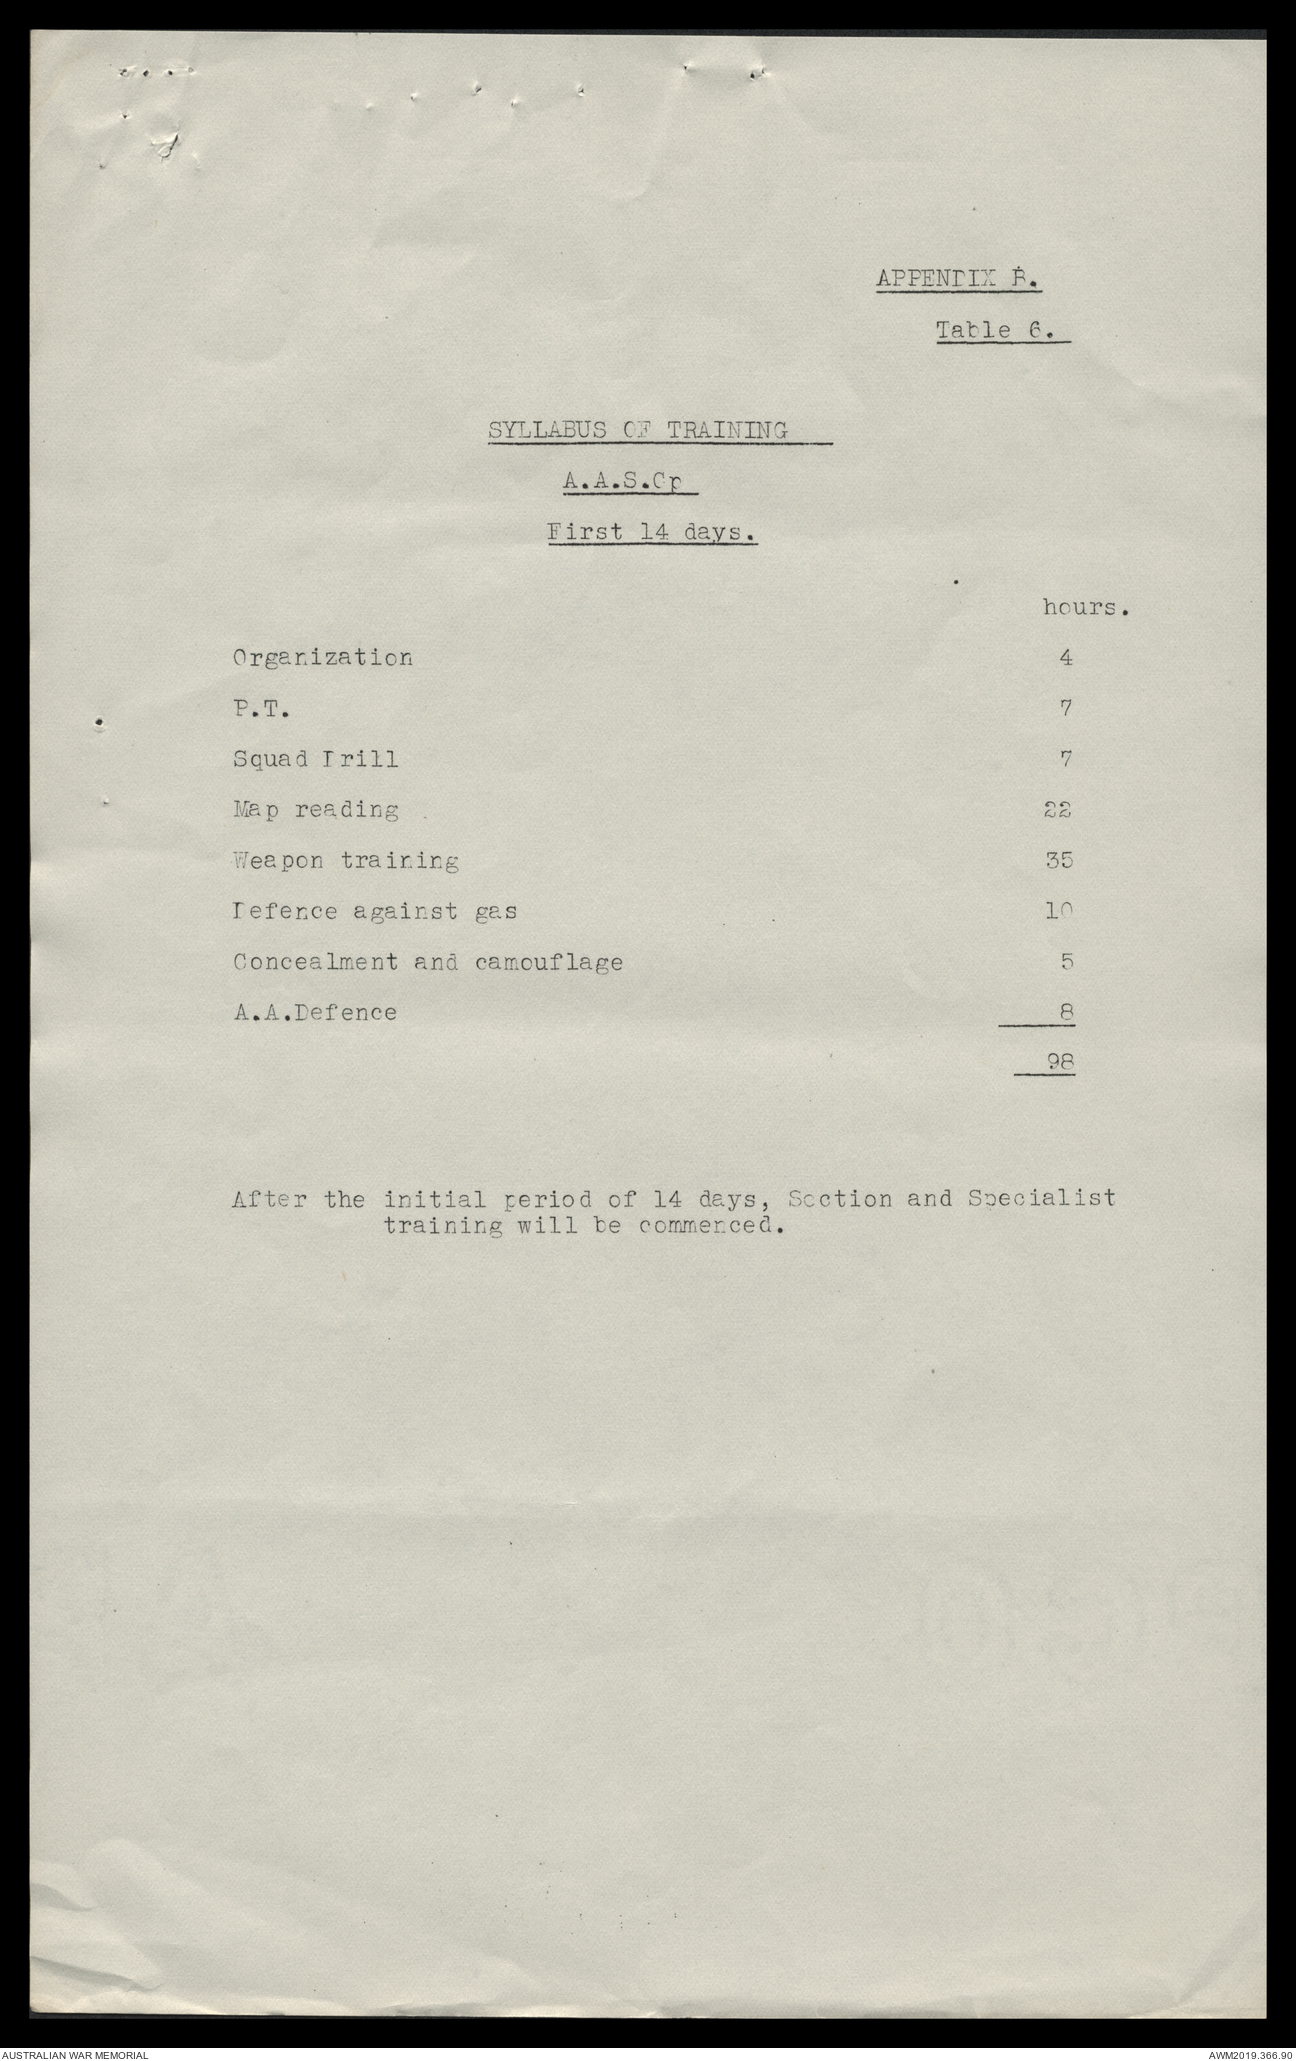 APPENDIX B.
Table 6.
SYLLABUS OF TRAINING
A.A.S.Cp
First 14 days.
hours.
Organization 4
P.T. 7
Squad Drill 7
Map reading 22
Weapon training 35
Defence against gas 10
Concealment and camouflage 5
A.A.Defence 8
98
After the initial period of 14 days, Section and Specialist
training will be commenced.
AUSTRALIAN WAR MEMORIAL AWM2019.366.90